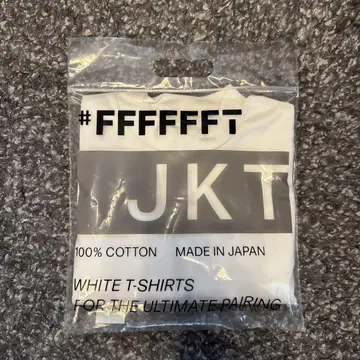 #FFFFFFT
JKT
100% COTTON MADE IN JAPAN
WHITE T-SHIRTS
FOR THE ULTIMATE PAIRING